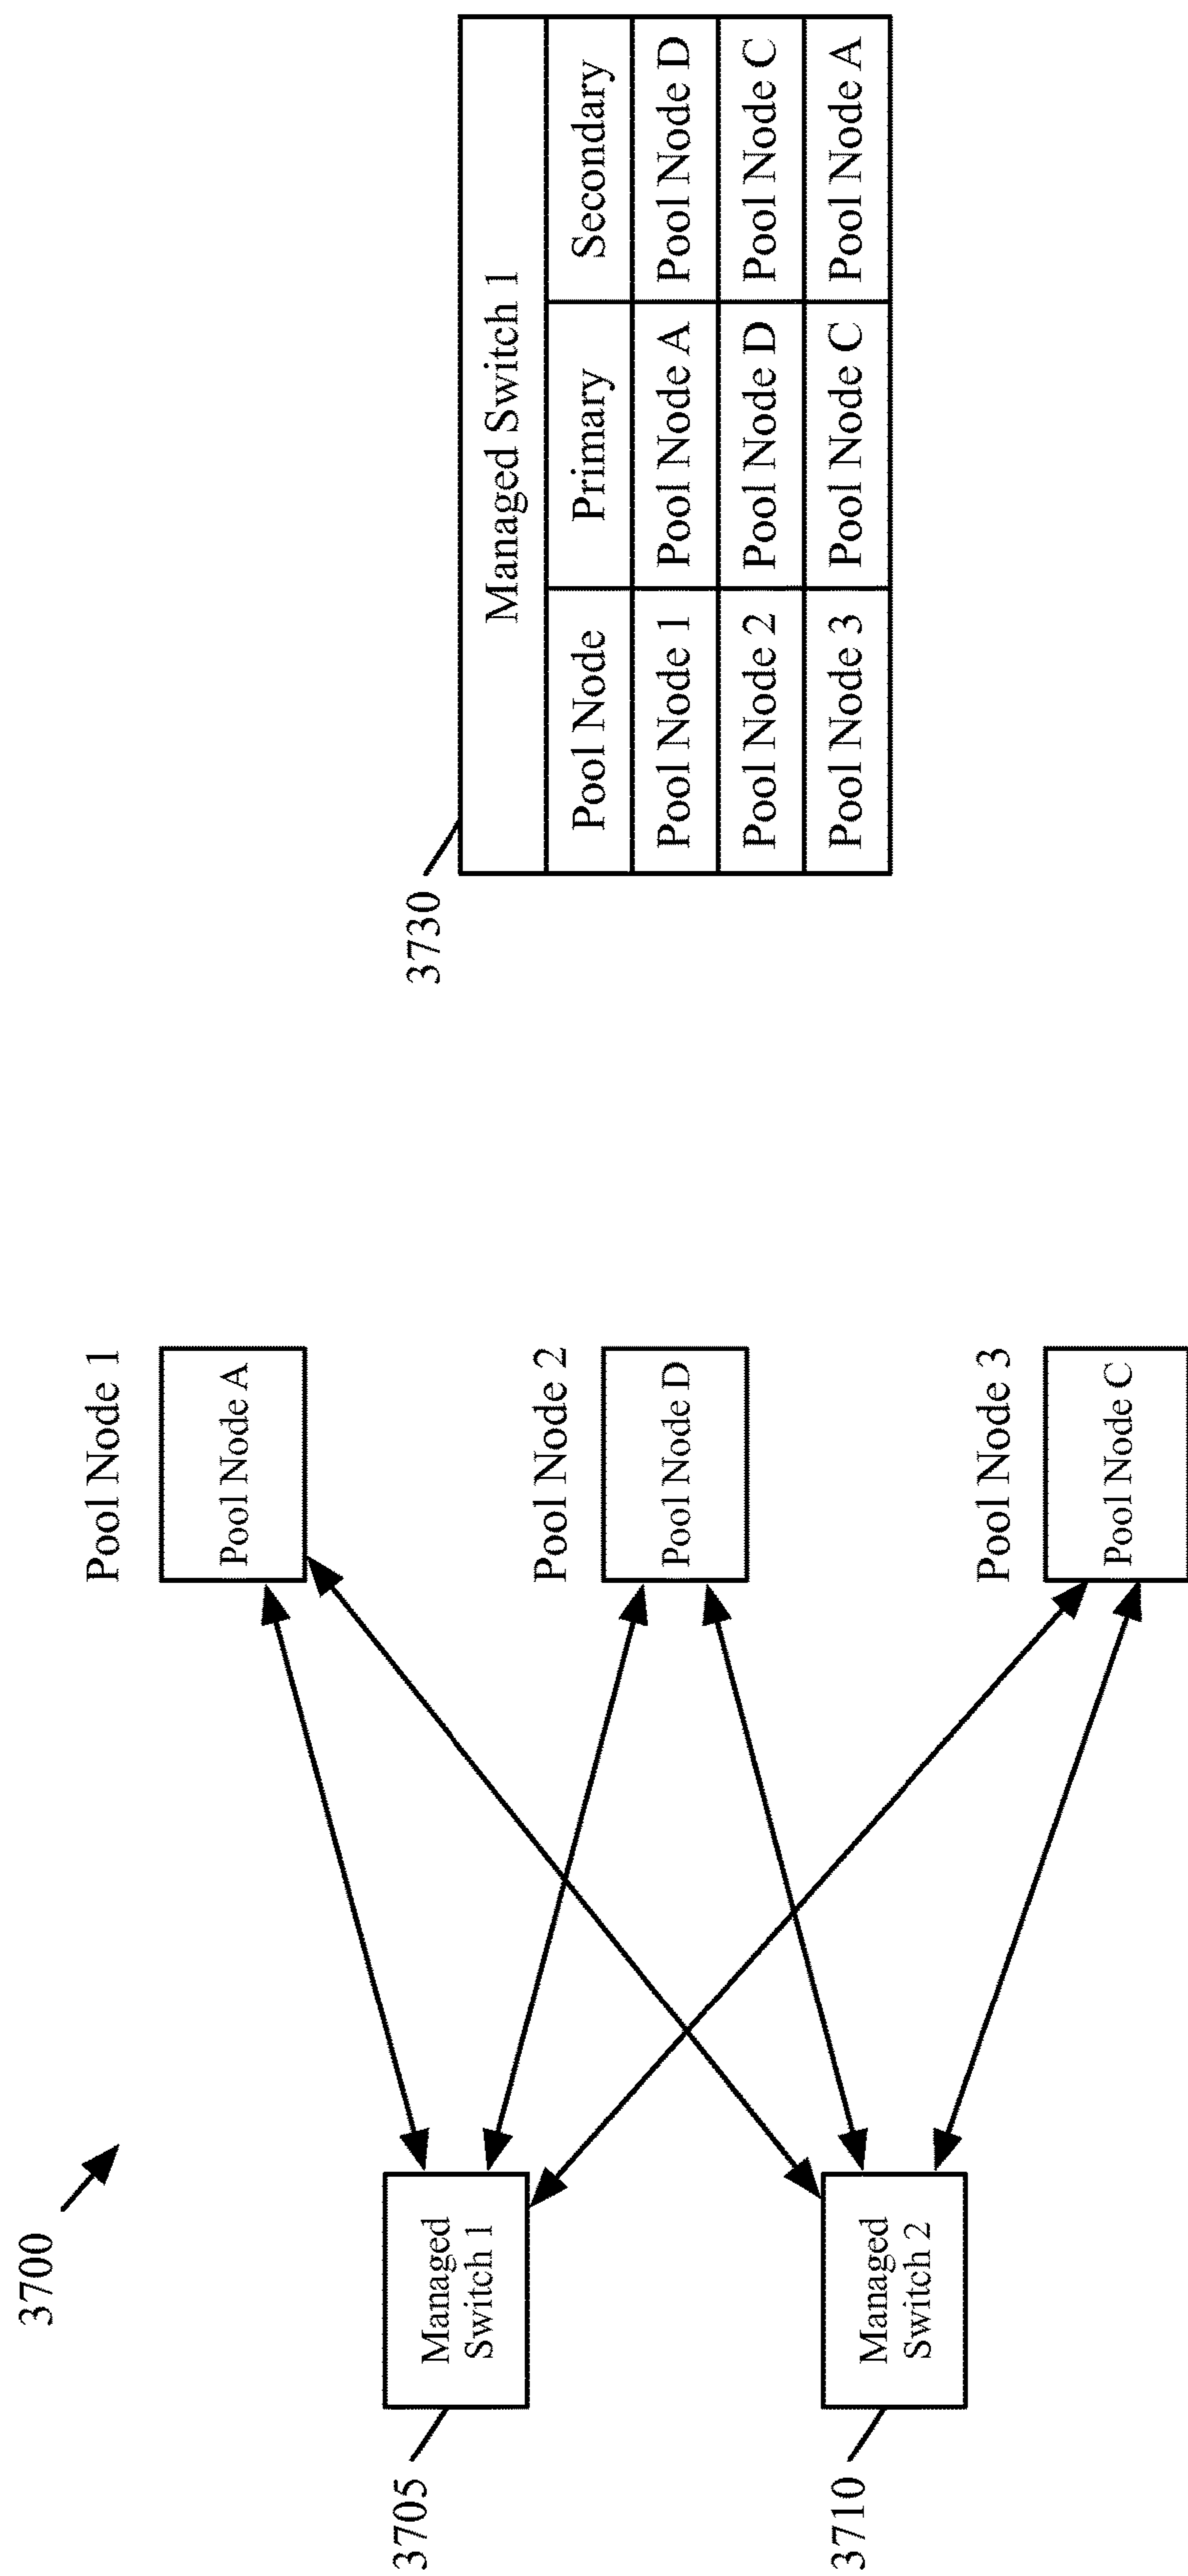 3700
3705
Managed
Switch 1
3710
Managed
Switch 2
Pool Node 1
Pool Node A
Pool Node 2
Pool Node D
Pool Node 3
Pool Node C
3730
Managed Switch 1
Pool Node Primary Secondary
Pool Node 1 Pool Node A Pool Node D
Pool Node 2 Pool Node D Pool Node C
Pool Node 3 Pool Node C Pool Node A